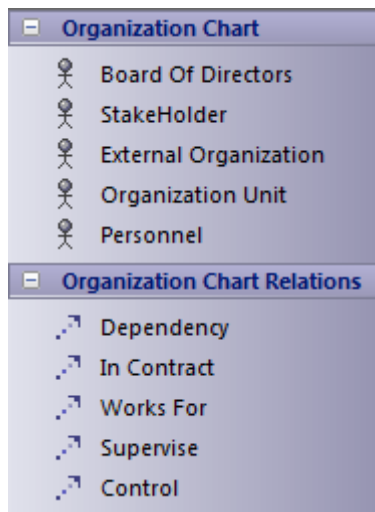 Organization Chart
Board Of Directors
StakeHolder
External Organization
Organization Unit
Personnel
Organization Chart Relations
Dependency
In Contract
Works For
Supervise
Control